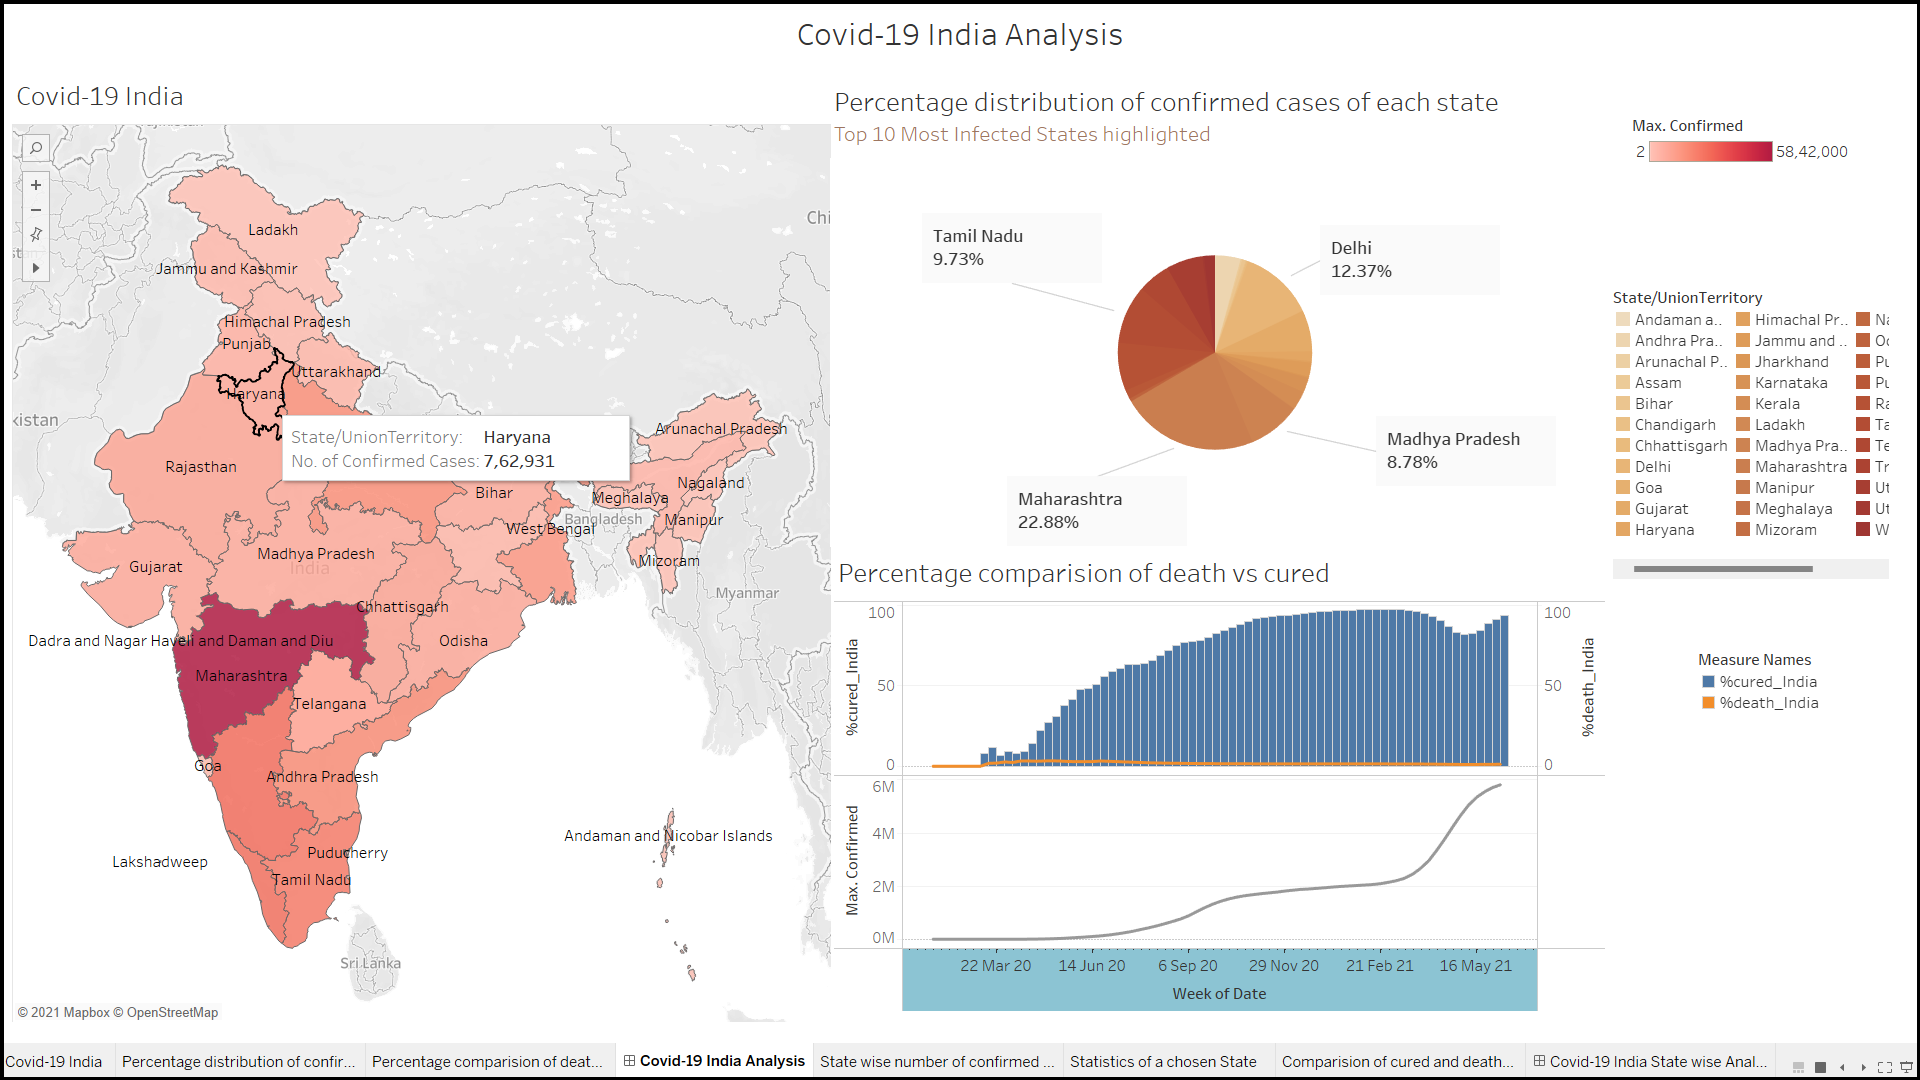 Covid-19 India Analysis
Covid-19 India
Ladakh
Jammu and Kashmir
Himachal Pradesh
Punjab
Uttarakhand
Haryana
State/UnionTerritory: Haryana
No. of Confirmed Cases: 7,62,931
Rajasthan
Bihar
Arunachal Pradesh
Nagaland
Meghalaya
Manipur
Bangladesh
West Bengal
Mizoram
Myanmar
Madhya Pradesh
India
Gujarat
Chhattisgarh
Dadra and Nagar Haveli and Daman and Diu
Odisha
Maharashtra
Telangana
Goa
Andhra Pradesh
Andaman and Nicobar Islands
Lakshadweep
Puducherry
Tamil Nadu
Sri Lanka
kistan
Chi
© 2021 Mapbox © OpenStreetMap
Percentage distribution of confirmed cases of each state
Top 10 Most Infected States highlighted
Tamil Nadu
9.73%
Delhi
12.37%
Madhya Pradesh
8.78%
Maharashtra
22.88%
Percentage comparision of death vs cured
100
50
0
%cured_India
100
50
0
%death_India
6M
4M
2M
0M
Max. Confirmed
22 Mar 20 14 Jun 20 6 Sep 20 29 Nov 20 21 Feb 21 16 May 21
Week of Date
Max. Confirmed
2 58,42,000
State/UnionTerritory
Andaman a.. Himachal Pr.. Na
Andhra Pra.. Jammu and .. Oc
Arunachal P.. Jharkhand Pu
Assam Karnataka Pu
Bihar Kerala Ra
Chandigarh Ladakh Ta
Chhattisgarh Madhya Pra.. Te
Delhi Maharashtra Tr
Goa Manipur Ut
Gujarat Meghalaya Ut
Haryana Mizoram W
Measure Names
%cured_India
%death_India
Covid-19 India
Percentage distribution of confir...
Percentage comparision of deat...
Covid-19 India Analysis
State wise number of confirmed ...
Statistics of a chosen State
Comparision of cured and death...
Covid-19 India State wise Anal...